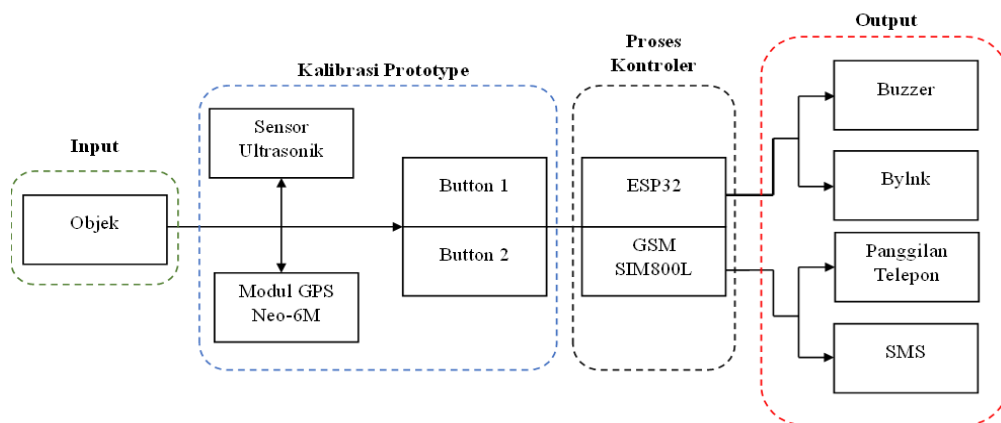 Input
Objek
Kalibrasi Prototype
Sensor
Ultrasonik
Modul GPS
Neo-6M
Button 1
Button 2
Proses
Kontroler
ESP32
GSM
SIM800L
Output
Buzzer
Bylnk
Panggilan
Telepon
SMS